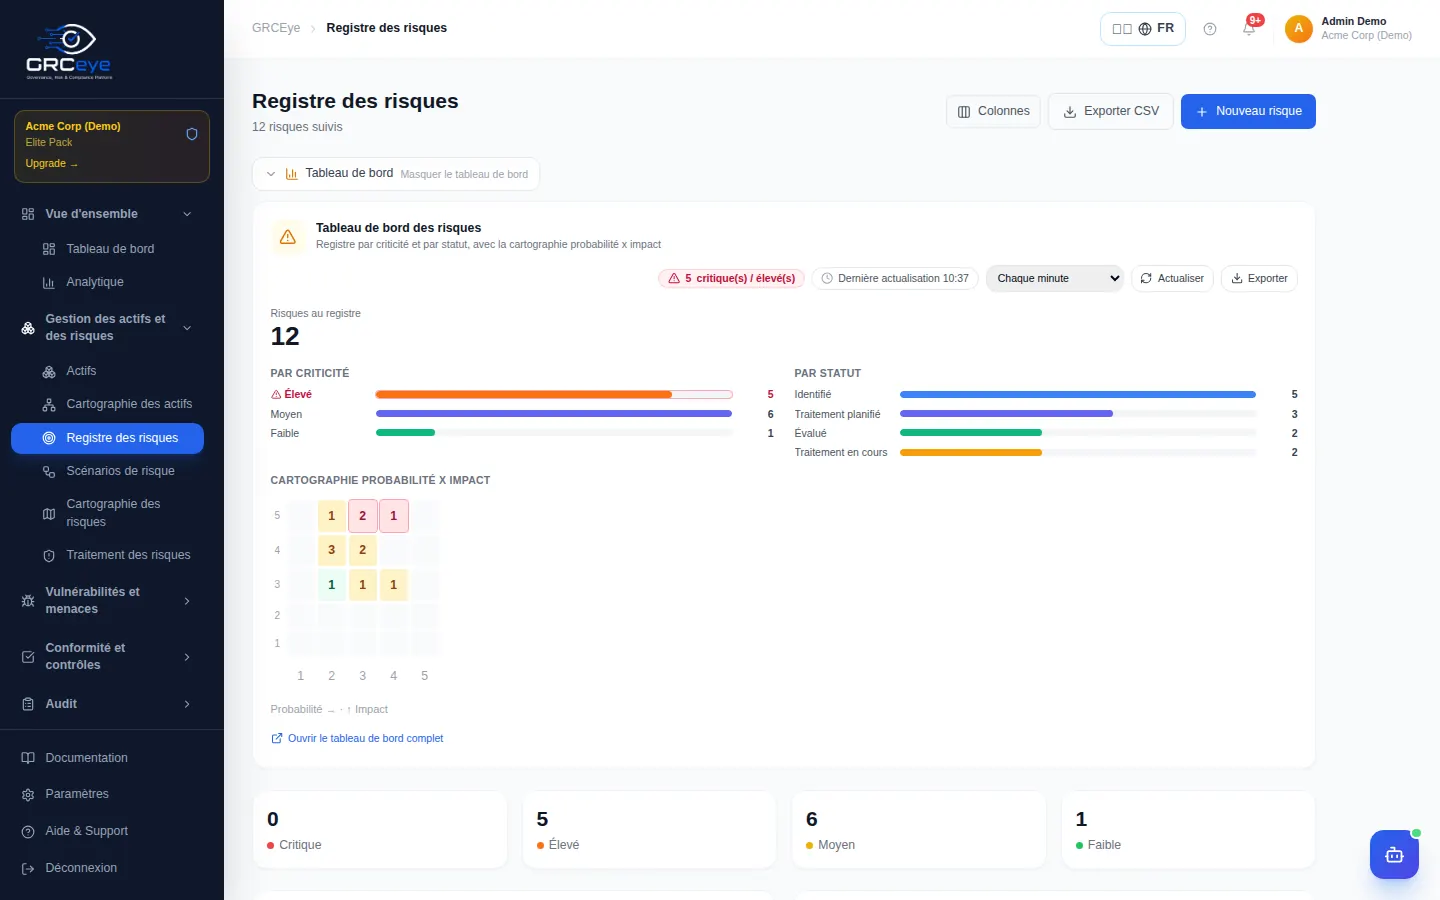 GRCeye
Governance, Risk & Compliance Platform
Acme Corp (Demo)
Elite Pack
Upgrade →
Vue d'ensemble
Tableau de bord
Analytique
Gestion des actifs et
des risques
Actifs
Cartographie des actifs
Registre des risques
Scénarios de risque
Cartographie des
risques
Traitement des risques
Vulnérabilités et
menaces
Conformité et
contrôles
Audit
Documentation
Paramètres
Aide & Support
Déconnexion
GRCEye > Registre des risques
FR
9+
A
Admin Demo
Acme Corp (Demo)
Registre des risques
12 risques suivis
Colonnes
Exporter CSV
+ Nouveau risque
Tableau de bord Masquer le tableau de bord
Tableau de bord des risques
Registre par criticité et par statut, avec la cartographie probabilité x impact
5 critique(s) / élevé(s)
Dernière actualisation 10:37
Chaque minute
Actualiser
Exporter
Risques au registre
12
PAR CRITICITÉ
Élevé 5
Moyen 6
Faible 1
PAR STATUT
Identifié 5
Traitement planifié 3
Évalué 2
Traitement en cours 2
CARTOGRAPHIE PROBABILITÉ X IMPACT
5 1 2 1
4 3 2
3 1 1 1
2
1
1 2 3 4 5
Probabilité → · ↑ Impact
Ouvrir le tableau de bord complet
0
Critique
5
Élevé
6
Moyen
1
Faible